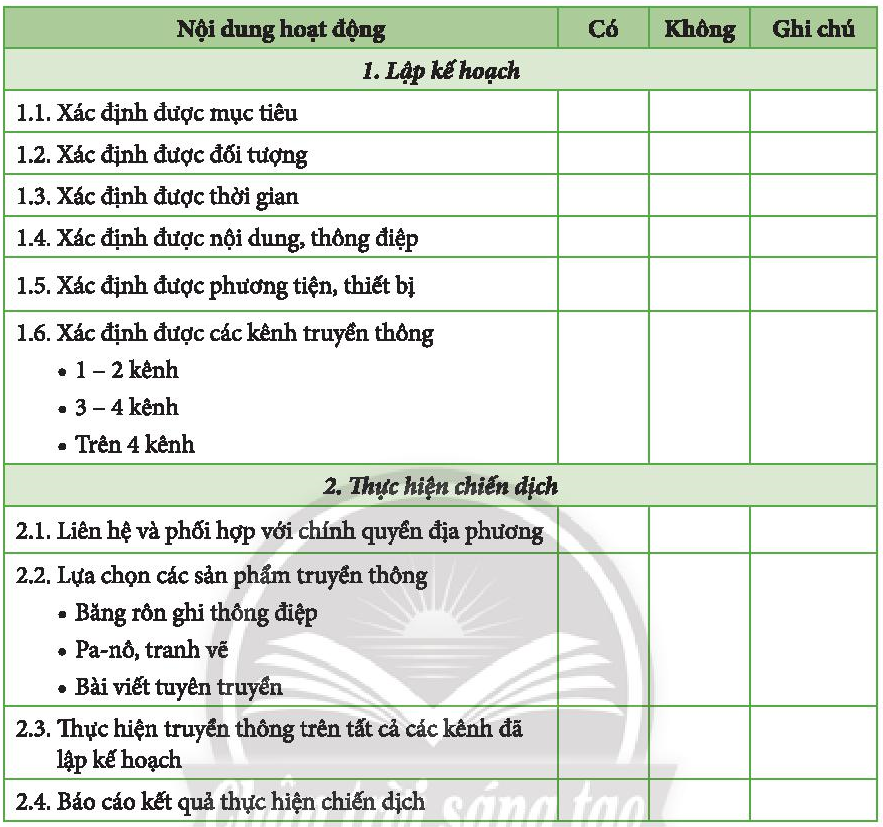 Nội dung hoạt động Có Không Ghi chú
1. Lập kế hoạch
1.1. Xác định được mục tiêu
1.2. Xác định được đối tượng
1.3. Xác định được thời gian
1.4. Xác định được nội dung, thông điệp
1.5. Xác định được phương tiện, thiết bị
1.6. Xác định được các kênh truyền thông
• 1 – 2 kênh
• 3 – 4 kênh
• Trên 4 kênh
2. Thực hiện chiến dịch
2.1. Liên hệ và phối hợp với chính quyền địa phương
2.2. Lựa chọn các sản phẩm truyền thông
• Băng rôn ghi thông điệp
• Pa-nô, tranh vẽ
• Bài viết tuyên truyền
2.3. Thực hiện truyền thông trên tất cả các kênh đã
lập kế hoạch
2.4. Báo cáo kết quả thực hiện chiến dịch
sáng tạo